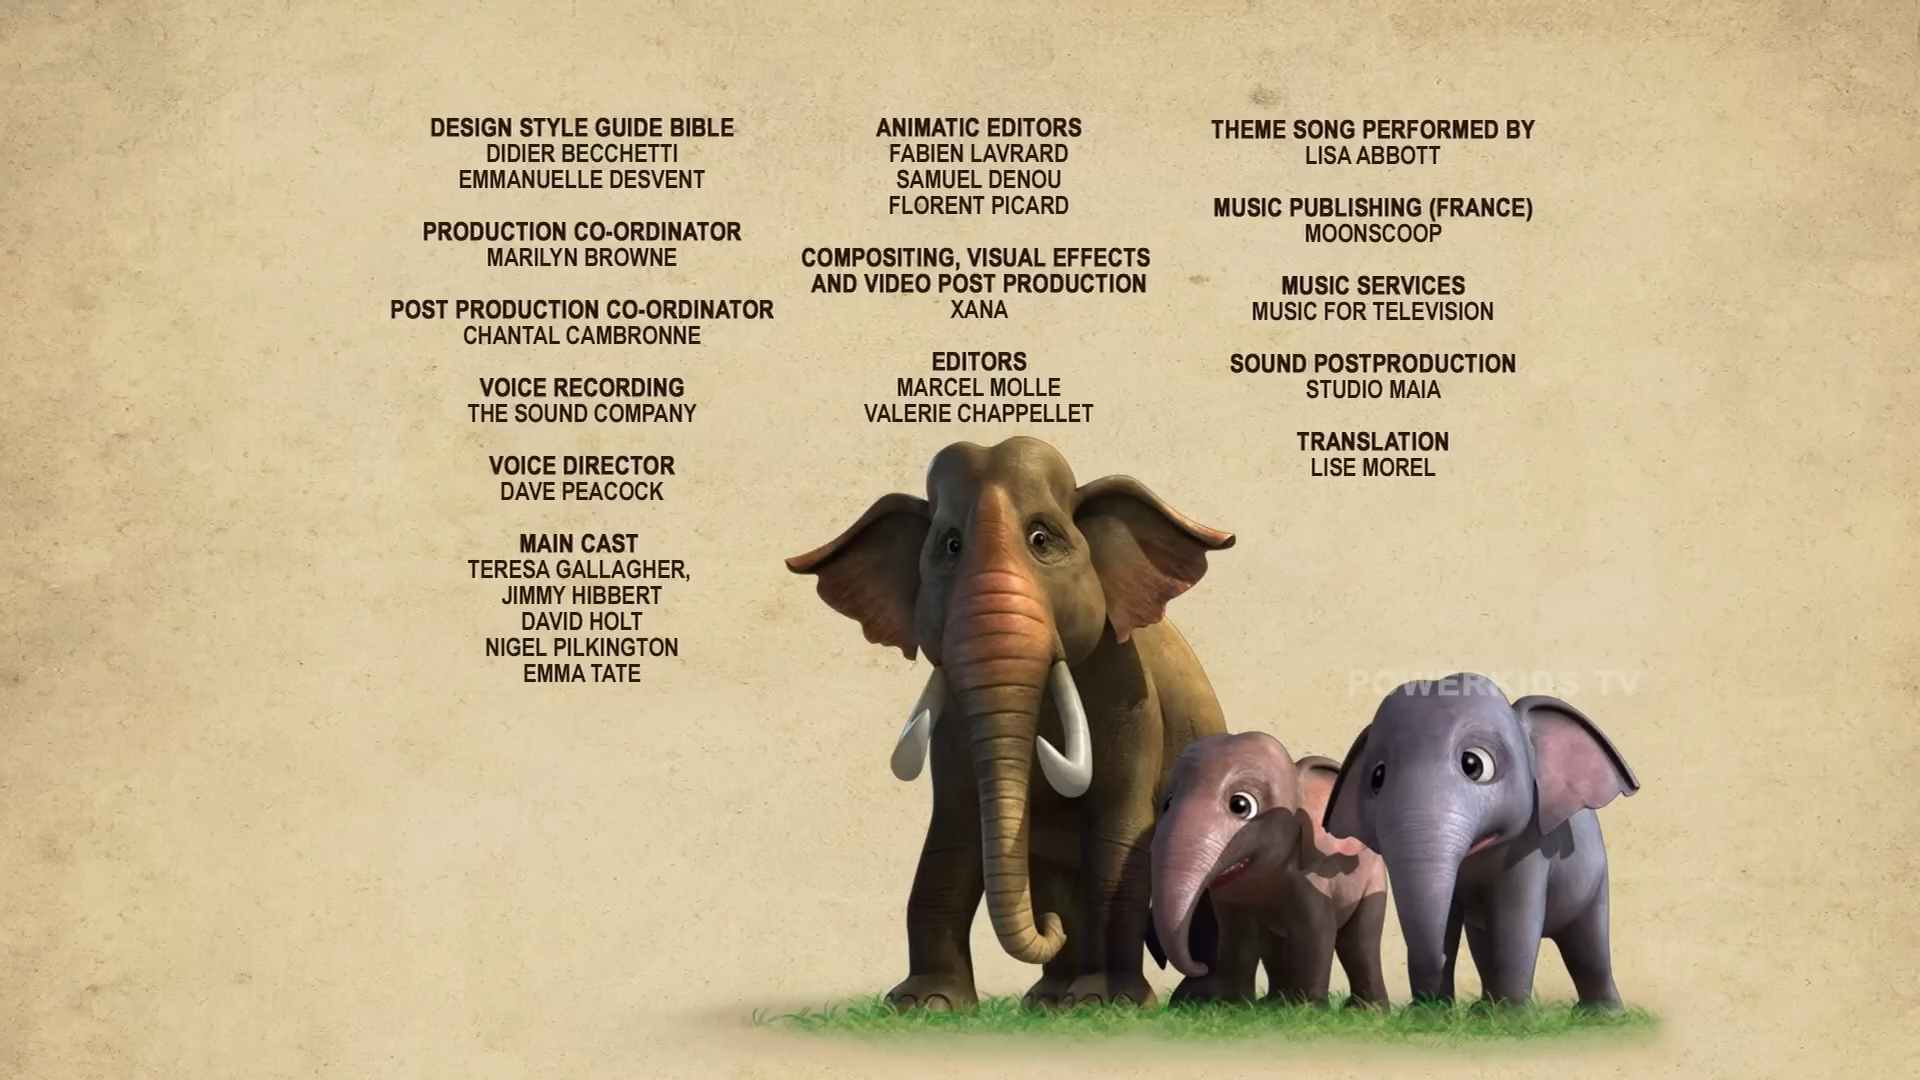 DESIGN STYLE GUIDE BIBLE
DIDIER BECCHETTI
EMMANUELLE DESVENT
PRODUCTION CO-ORDINATOR
MARILYN BROWNE
POST PRODUCTION CO-ORDINATOR
CHANTAL CAMBRONNE
VOICE RECORDING
THE SOUND COMPANY
VOICE DIRECTOR
DAVE PEACOCK
MAIN CAST
TERESA GALLAGHER,
JIMMY HIBBERT
DAVID HOLT
NIGEL PILKINGTON
EMMA TATE
ANIMATIC EDITORS
FABIEN LAVRARD
SAMUEL DENOU
FLORENT PICARD
COMPOSITING, VISUAL EFFECTS
AND VIDEO POST PRODUCTION
XANA
EDITORS
MARCEL MOLLE
VALERIE CHAPPELLET
THEME SONG PERFORMED BY
LISA ABBOTT
MUSIC PUBLISHING (FRANCE)
MOONSCOOP
MUSIC SERVICES
MUSIC FOR TELEVISION
SOUND POSTPRODUCTION
STUDIO MAIA
TRANSLATION
LISE MOREL
POWERKIDS TV